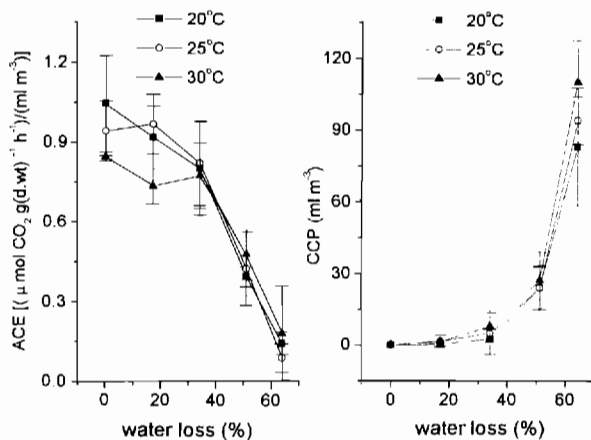 20°C
25°C
30°C
1.2
0.9
0.6
0.3
0.0
ACE [(μ mol CO₂ g(d.wt)⁻¹ h⁻¹)/(ml m⁻³)]
0 20 40 60
water loss (%)
20°C
25°C
30°C
120
90
60
30
0
CCP (ml m⁻³)
0 20 40 60
water loss (%)